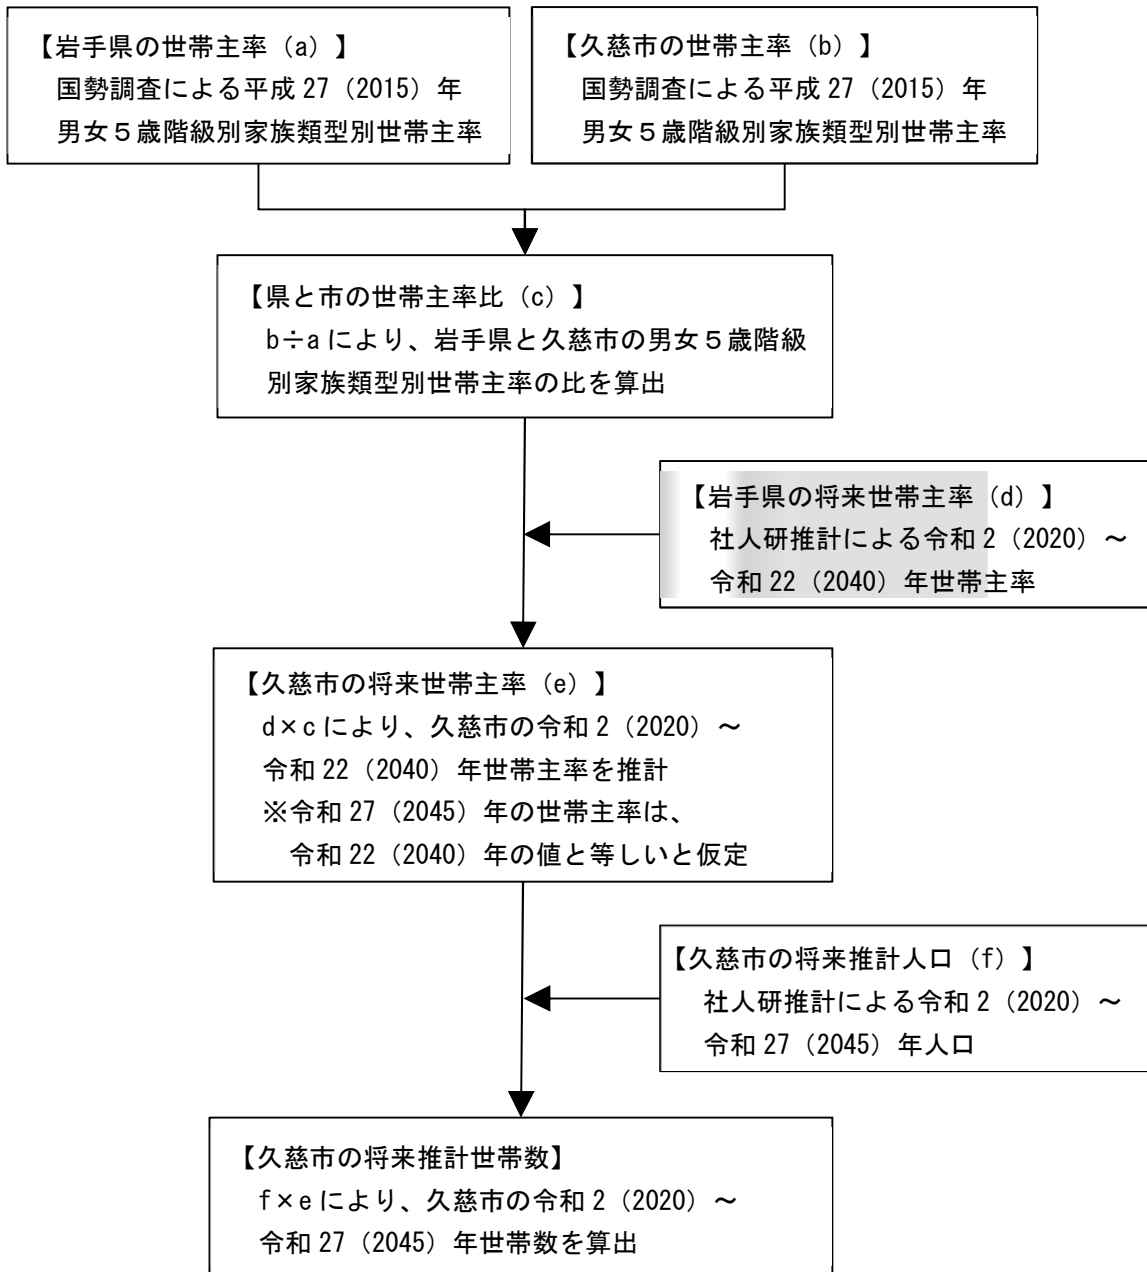 【岩手県の世帯主率（a）】
国勢調査による平成 27（2015）年
男女５歳階級別家族類型別世帯主率
【久慈市の世帯主率（b）】
国勢調査による平成 27（2015）年
男女５歳階級別家族類型別世帯主率
【県と市の世帯主率比（c）】
b÷a により、岩手県と久慈市の男女５歳階級
別家族類型別世帯主率の比を算出
【岩手県の将来世帯主率（d）】
社人研推計による令和 2（2020）～
令和 22（2040）年世帯主率
【久慈市の将来世帯主率（e）】
d×c により、久慈市の令和 2（2020）～
令和 22（2040）年世帯主率を推計
※令和 27（2045）年の世帯主率は、
令和 22（2040）年の値と等しいと仮定
【久慈市の将来推計人口（f）】
社人研推計による令和 2（2020）～
令和 27（2045）年人口
【久慈市の将来推計世帯数】
f×e により、久慈市の令和 2（2020）～
令和 27（2045）年世帯数を算出